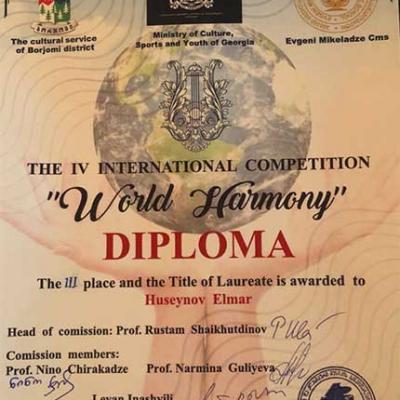 The cultural service
of Borjomi district
Ministry of Culture,
Sports and Youth of Georgia
Evgeni Mikeladze Cms
THE IV INTERNATIONAL COMPETITION
"World Harmony"
DIPLOMA
The III place and the Title of Laureate is awarded to
Huseynov Elmar
Head of comission: Prof. Rustam Shaikhutdinov
Comission members:
Prof. Nino Chirakadze Prof. Narmina Guliyeva
Levan Inashvili